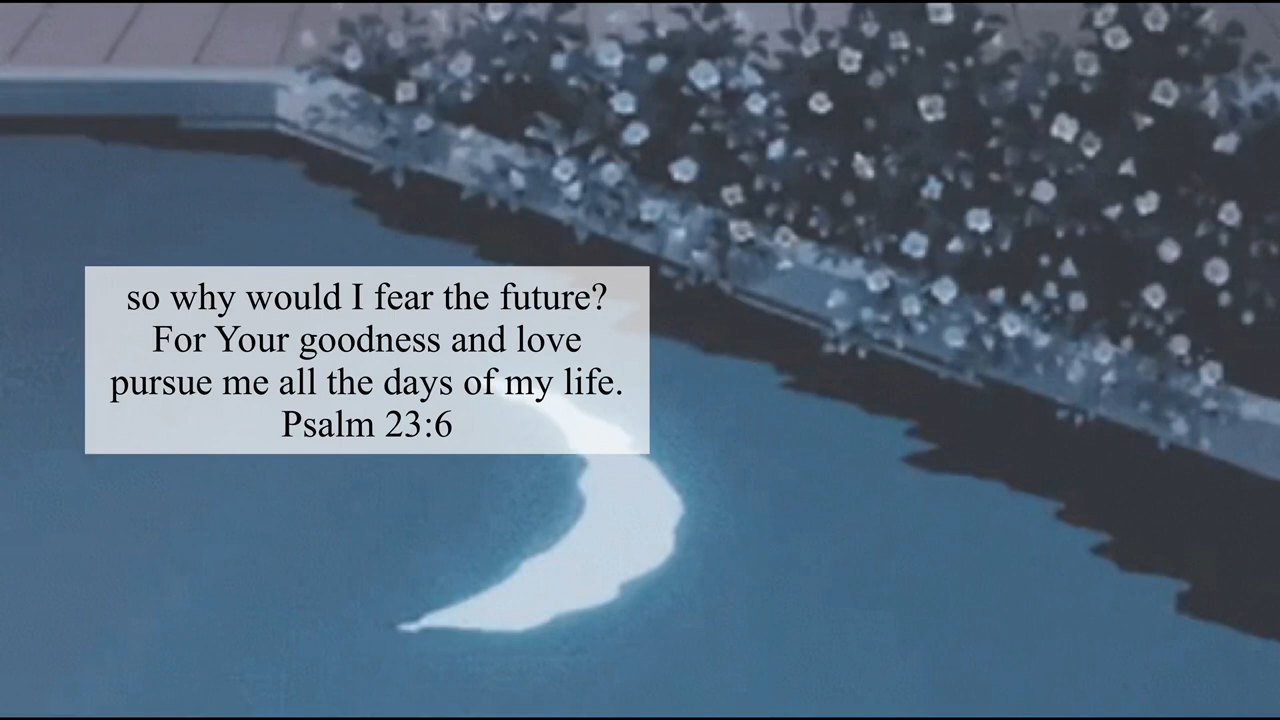 so why would I fear the future?
For Your goodness and love
pursue me all the days of my life.
Psalm 23:6